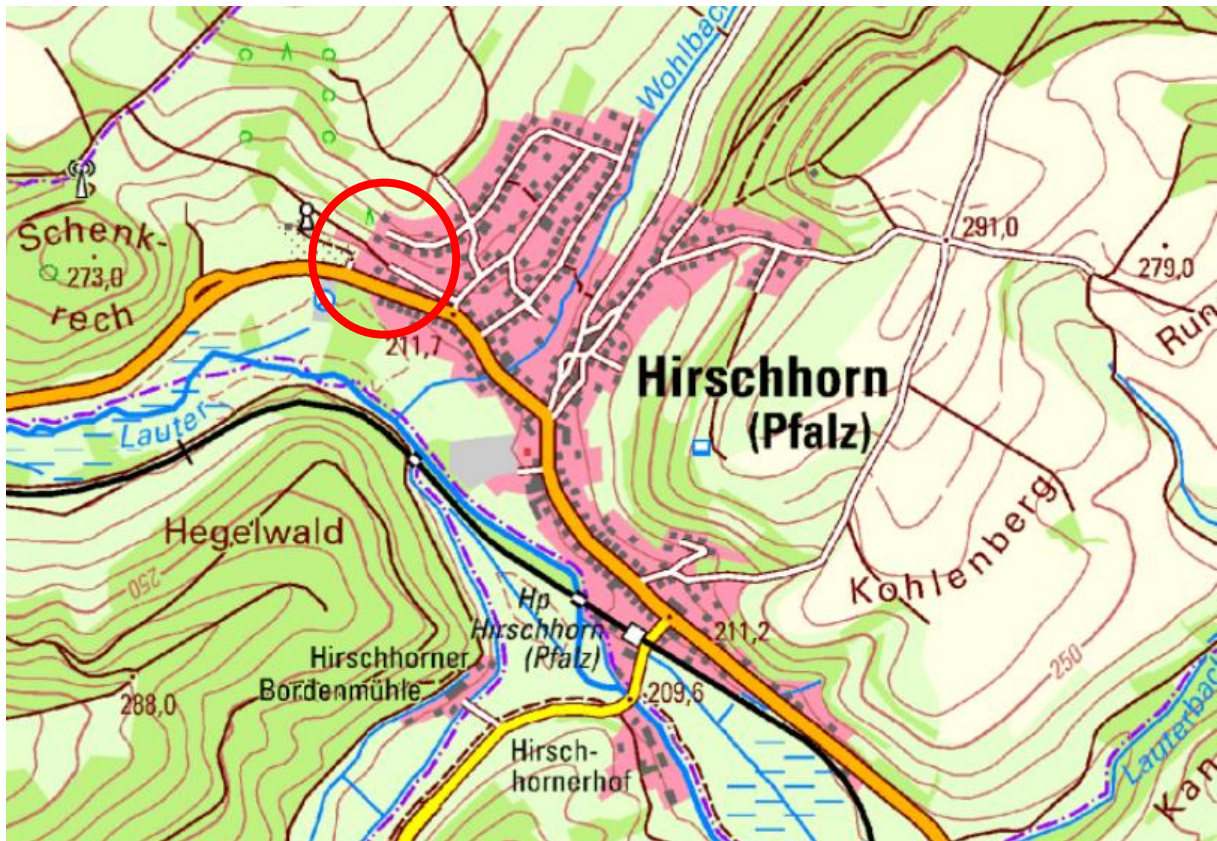 Wohlbach
Schenk-
273,0
rech
291,0
279,0
Run
211,7
Hirschhorn
(Pfalz)
Lauter
Hegelwald
250
Kohlenberg
Hp
Hirschhorn
(Pfalz)
211,2
Hirschhorner
Bordenmühle
250
288,0
209,6
Hirsch-
hornerhof
Lauterbach
Kan